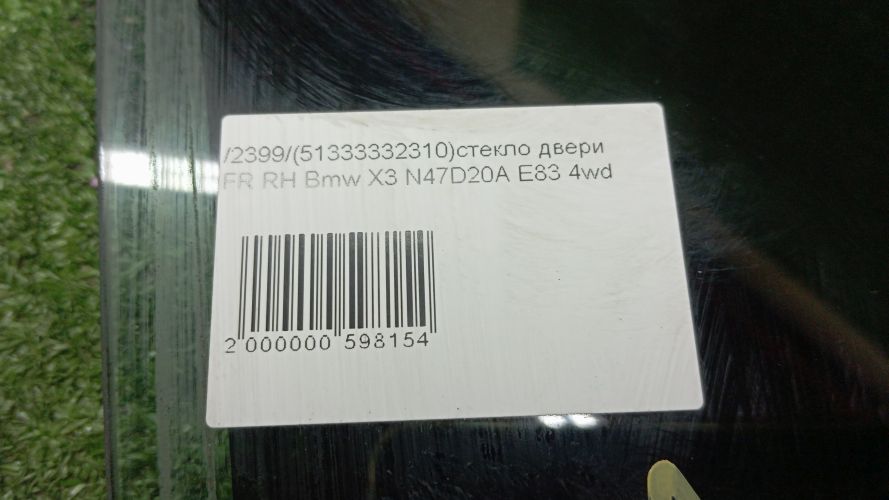 /2399/(51333332310)стекло двери
FR RH Bmw X3 N47D20A E83 4wd
2 000000 598154